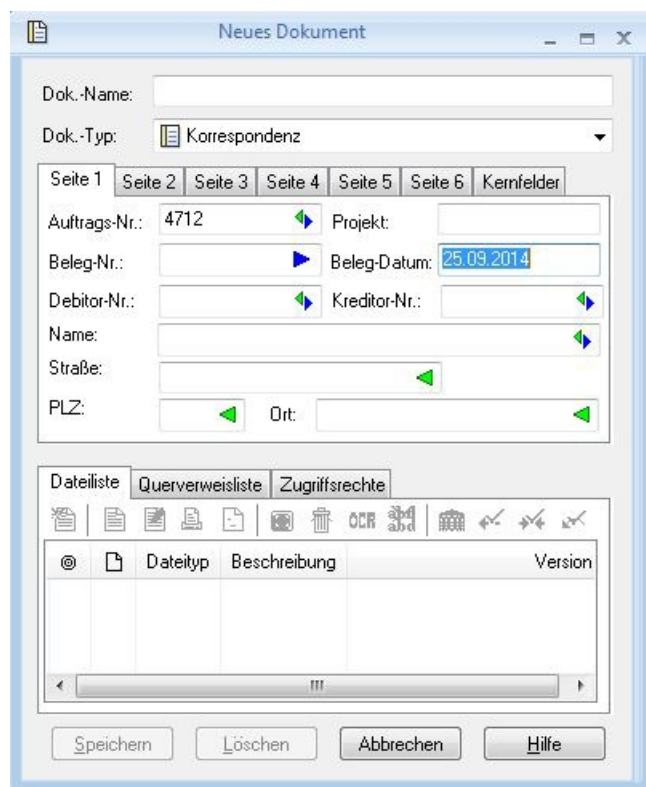 Neues Dokument
Dok.-Name:
Dok.-Typ: Korrespondenz
Seite 1 Seite 2 Seite 3 Seite 4 Seite 5 Seite 6 Kernfelder
Auftrags-Nr.: 4712 Projekt:
Beleg-Nr.: Beleg-Datum: 25.09.2014
Debitor-Nr.: Kreditor-Nr.:
Name:
Straße:
PLZ: Ort:
Dateiliste Querverweisliste Zugriffsrechte
OCR abd abd
Dateityp Beschreibung Version
Speichern Löschen Abbrechen Hilfe